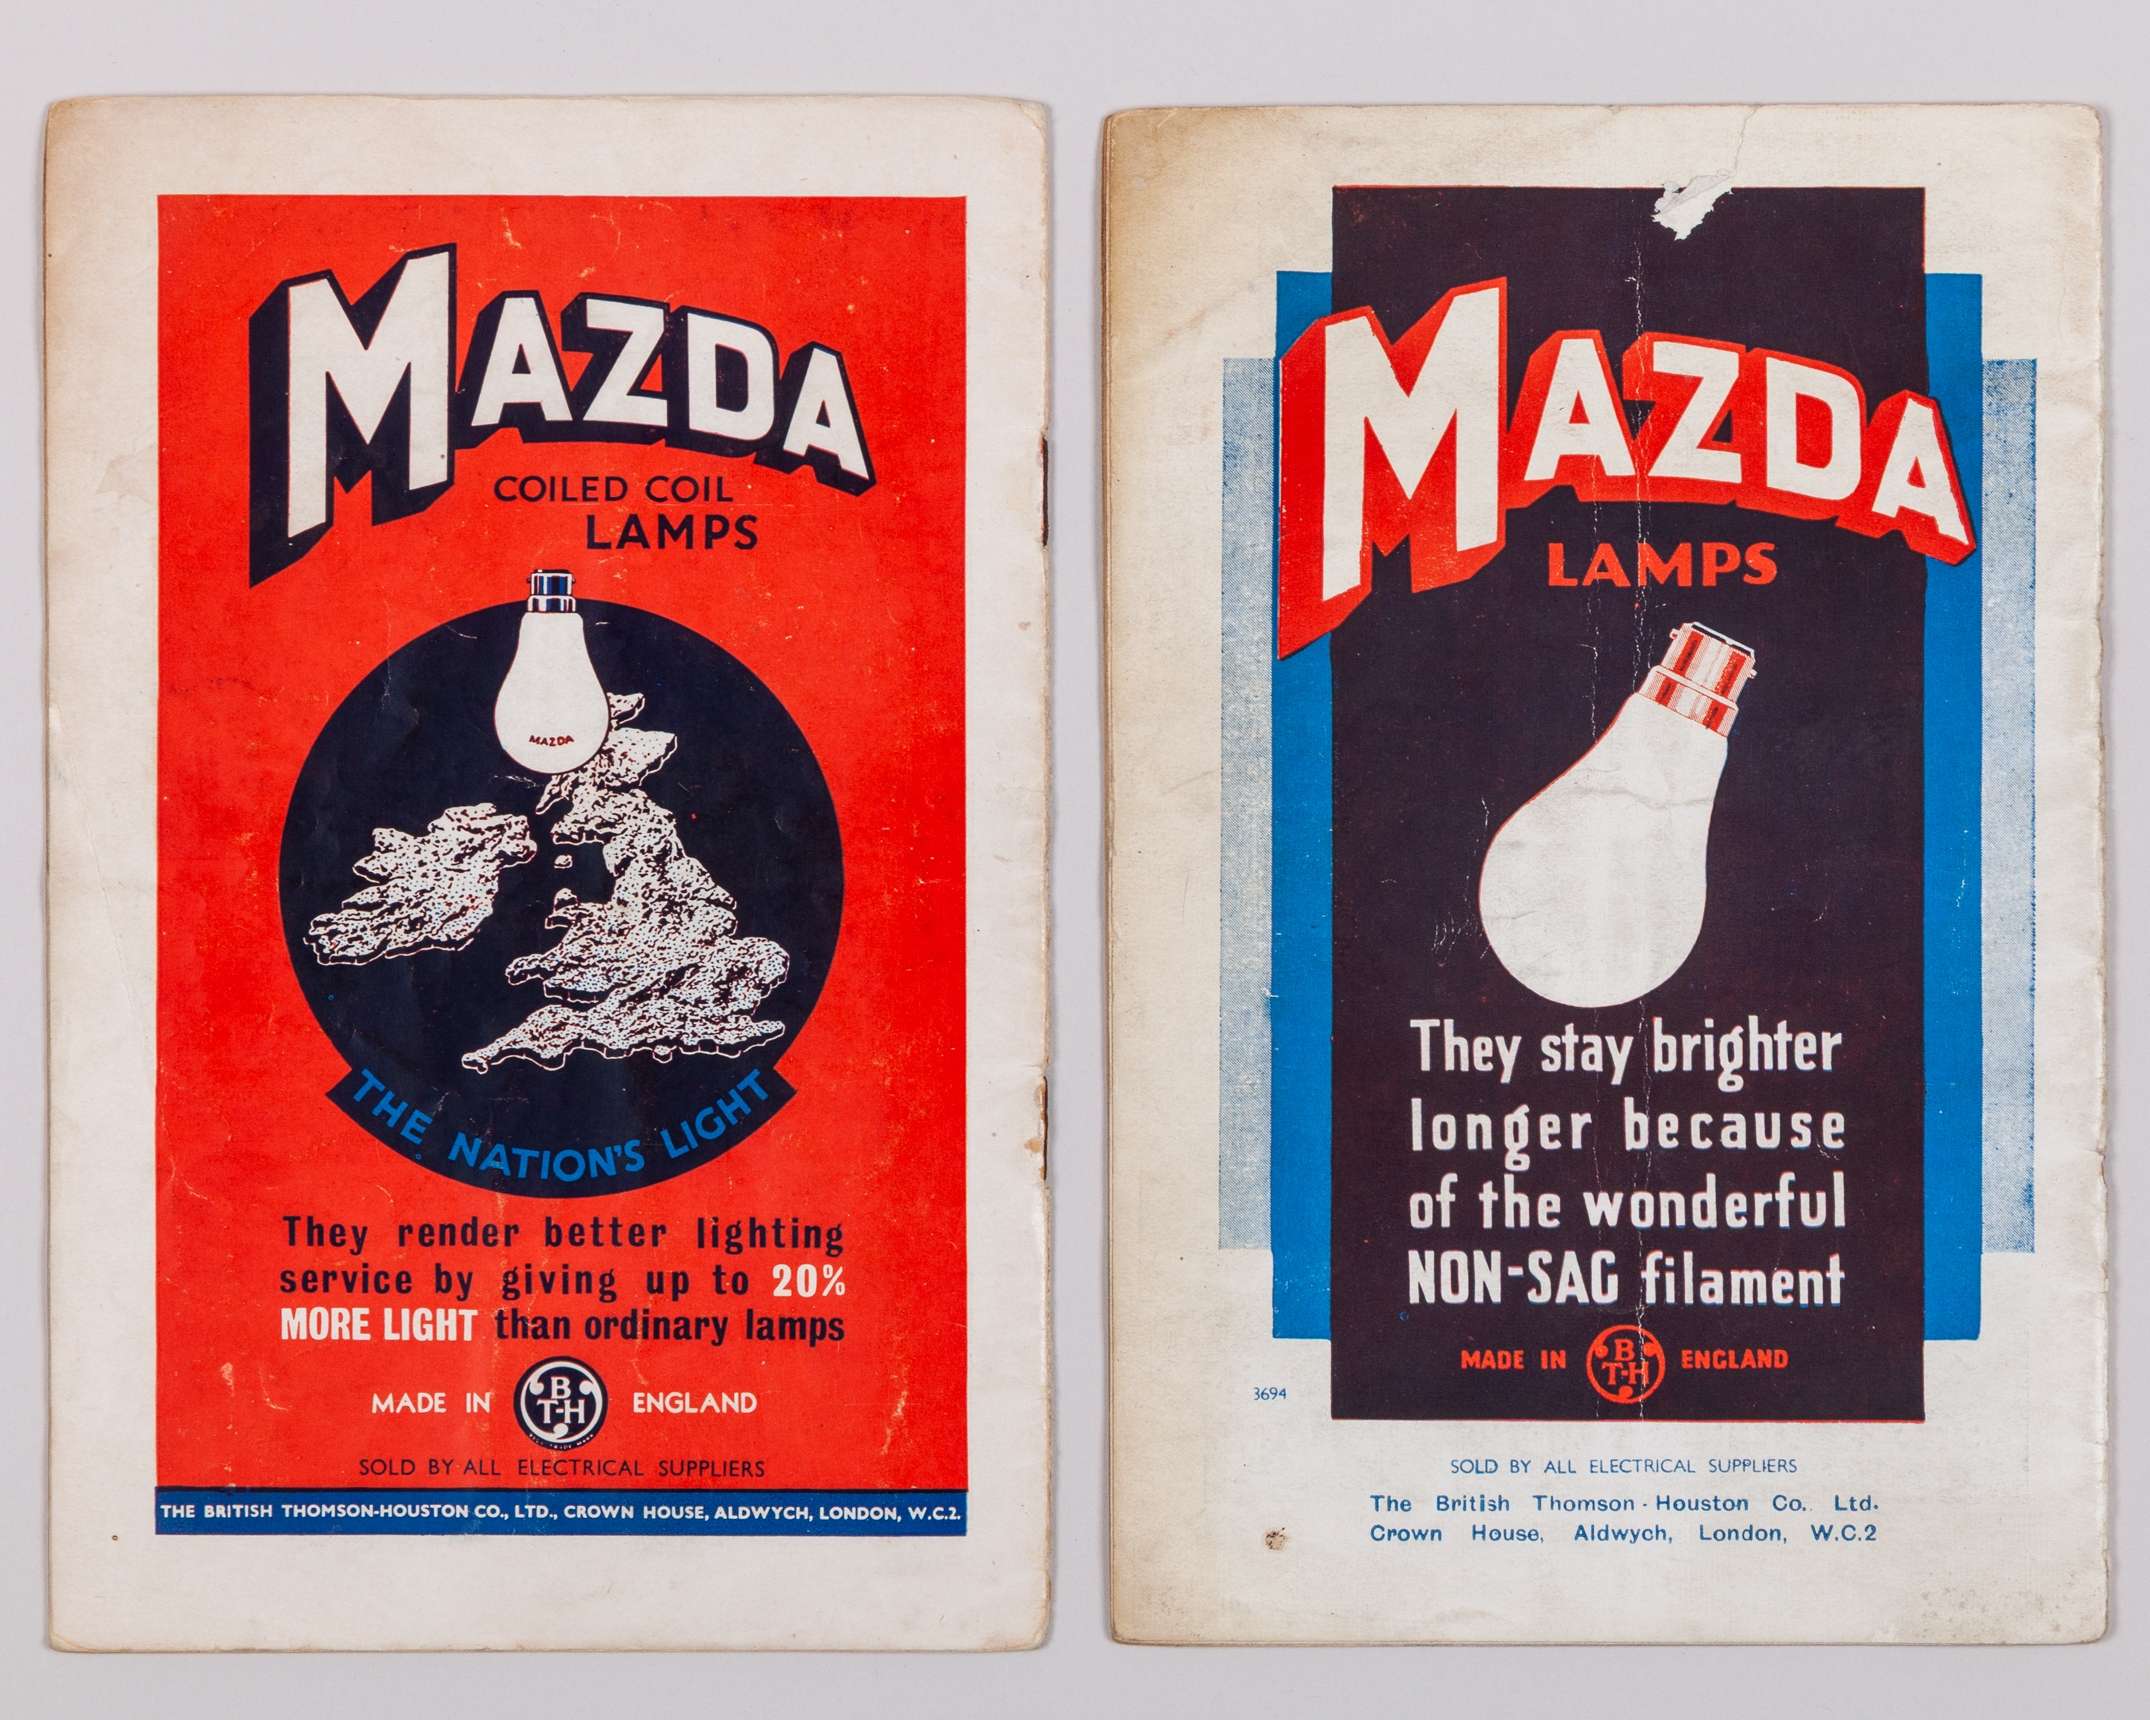 MAZDA
COILED COIL
LAMPS
MAZDA
THE NATION'S LIGHT
They render better lighting
service by giving up to 20%
MORE LIGHT than ordinary lamps
MADE IN B T-H ENGLAND
SOLD BY ALL ELECTRICAL SUPPLIERS
THE BRITISH THOMSON-HOUSTON CO., LTD., CROWN HOUSE, ALDWYCH, LONDON, W.C.2.
MAZDA
LAMPS
They stay brighter
longer because
of the wonderful
NON-SAG filament
MADE IN B T-H ENGLAND
3694
SOLD BY ALL ELECTRICAL SUPPLIERS
The British Thomson-Houston Co. Ltd.
Crown House, Aldwych, London, W.C.2